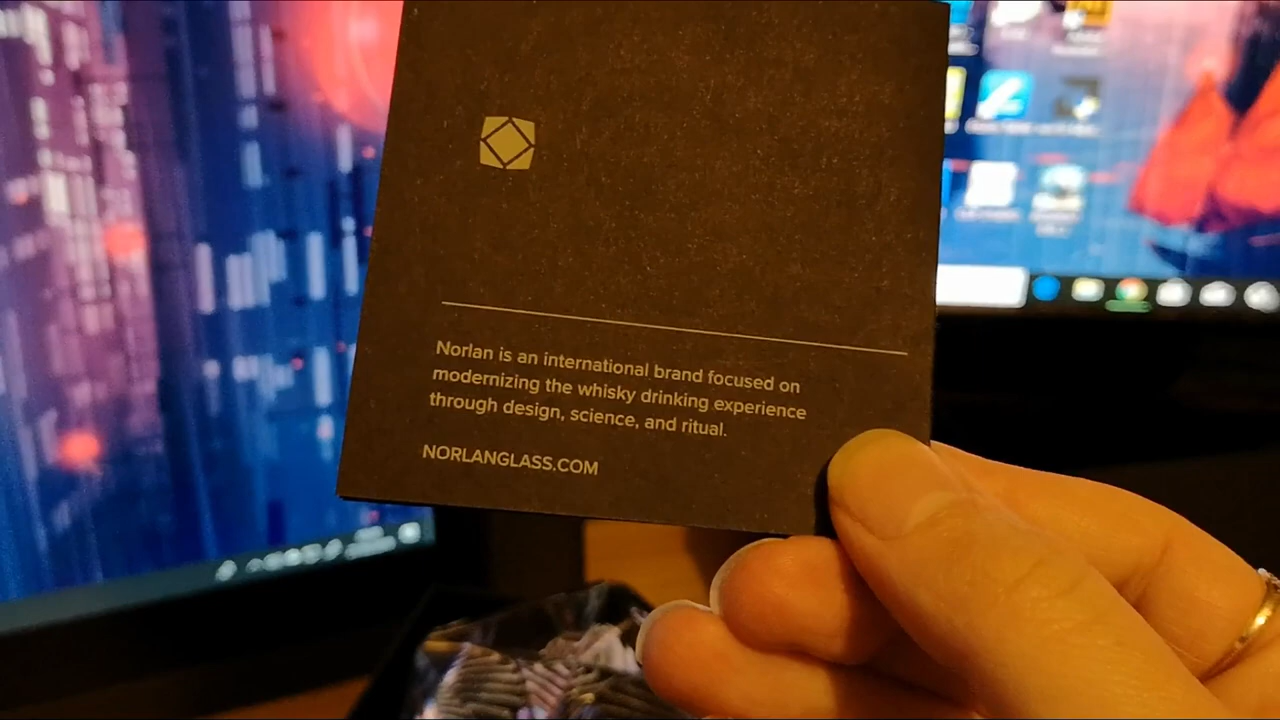 Norlan is an international brand focused on
modernizing the whisky drinking experience
through design, science, and ritual.
NORLANGLASS.COM